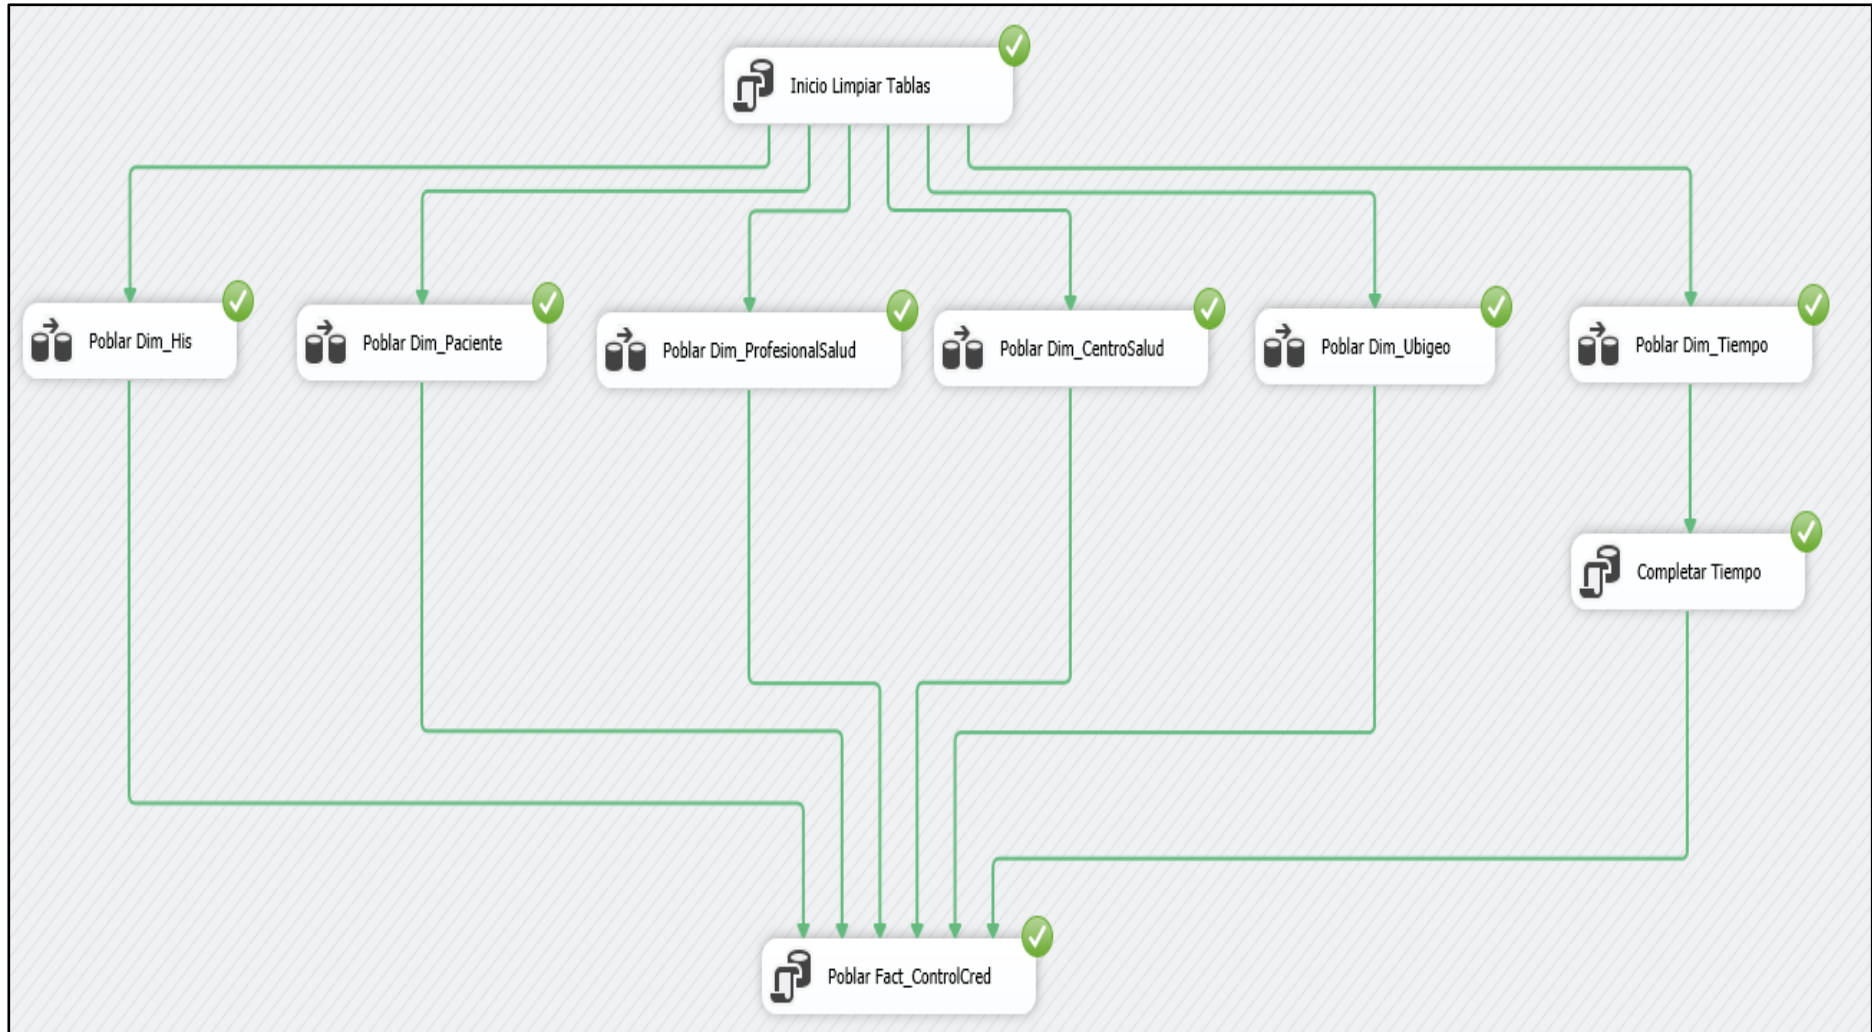 Inicio Limpiar Tablas
Poblar Dim_His
Poblar Dim_Paciente
Poblar Dim_ProfesionalSalud
Poblar Dim_CentroSalud
Poblar Dim_Ubigeo
Poblar Dim_Tiempo
Completar Tiempo
Poblar Fact_ControlCred